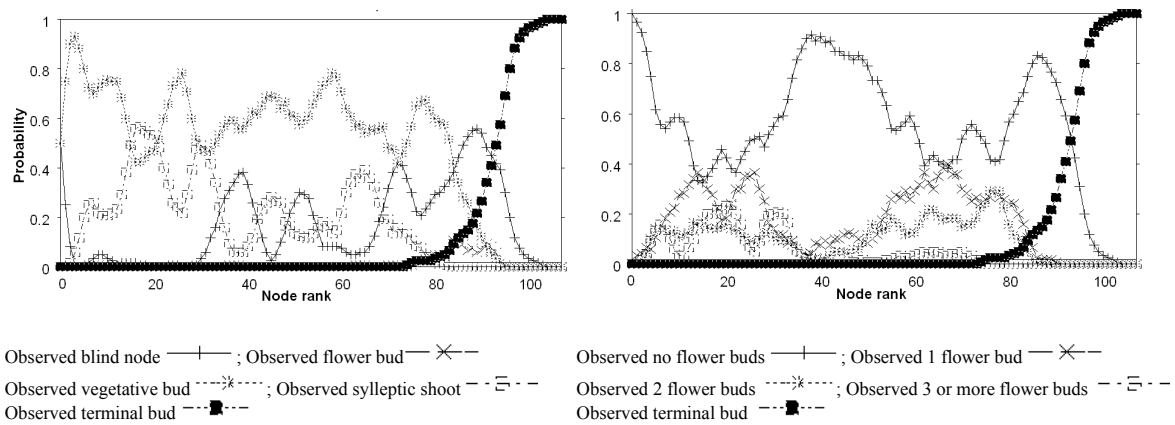 1
0.8
0.6
0.4
0.2
0
Probability
0 20 40 60 80 100
Node rank
1
0.8
0.6
0.4
0.2
0
0 20 40 60 80 100
Node rank
Observed blind node ; Observed flower bud
Observed vegetative bud ; Observed sylleptic shoot
Observed terminal bud
Observed no flower buds ; Observed 1 flower bud
Observed 2 flower buds ; Observed 3 or more flower buds
Observed terminal bud